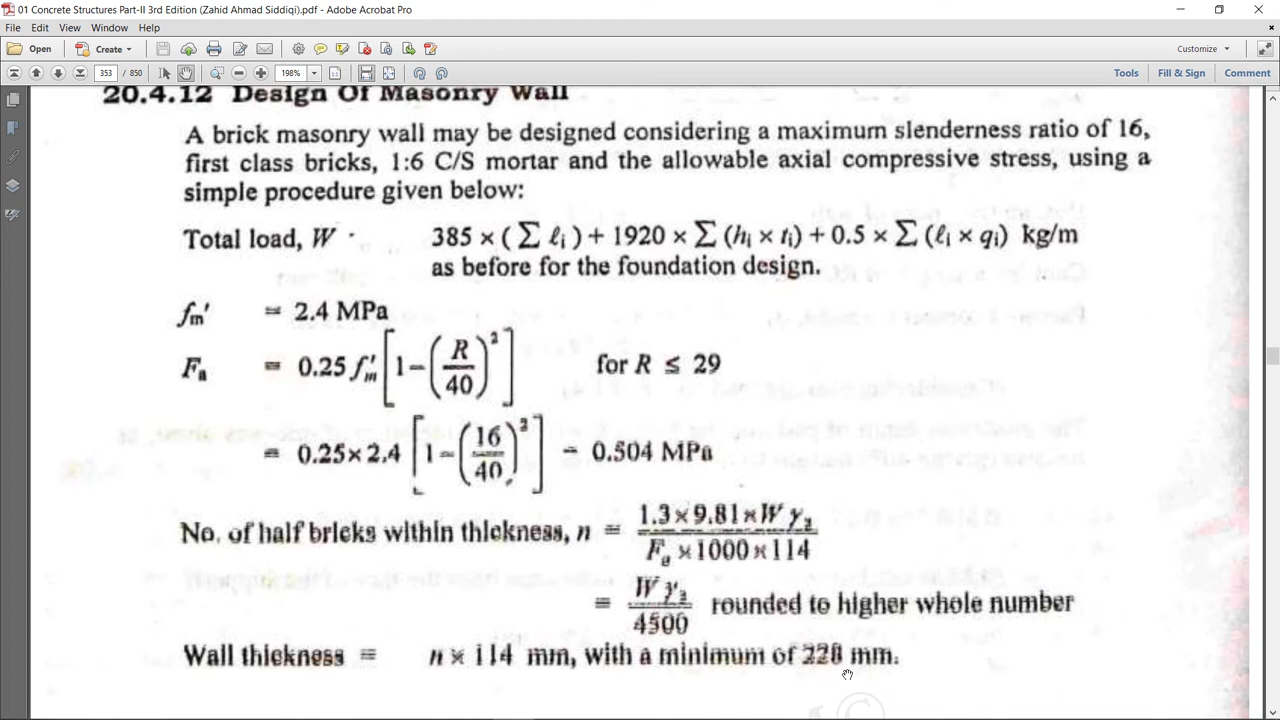 01 Concrete Structures Part-II 3rd Edition (Zahid Ahmad Siddiqi).pdf - Adobe Acrobat Pro
File Edit View Window Help
Open Create Customize
353 / 850 198% Tools Fill & Sign Comment
20.4.12 Design Of Masonry Wall
A brick masonry wall may be designed considering a maximum slenderness ratio of 16,
first class bricks, 1:6 C/S mortar and the allowable axial compressive stress, using a
simple procedure given below:
Total load, W 385 × ( ∑ ℓi ) + 1920 × ∑ (hi × ti) + 0.5 × ∑ (ℓi × qi) kg/m
as before for the foundation design.
fm' = 2.4 MPa
Fa = 0.25 f'm [1−(R/40)²] for R ≤ 29
= 0.25×2.4 [1−(16/40)²] = 0.504 MPa
No. of half bricks within thickness, n = 1.3×9.81×W γ2 / Fa ×1000×114
= W γ2 / 4500 rounded to higher whole number
Wall thickness = n × 114 mm, with a minimum of 228 mm.